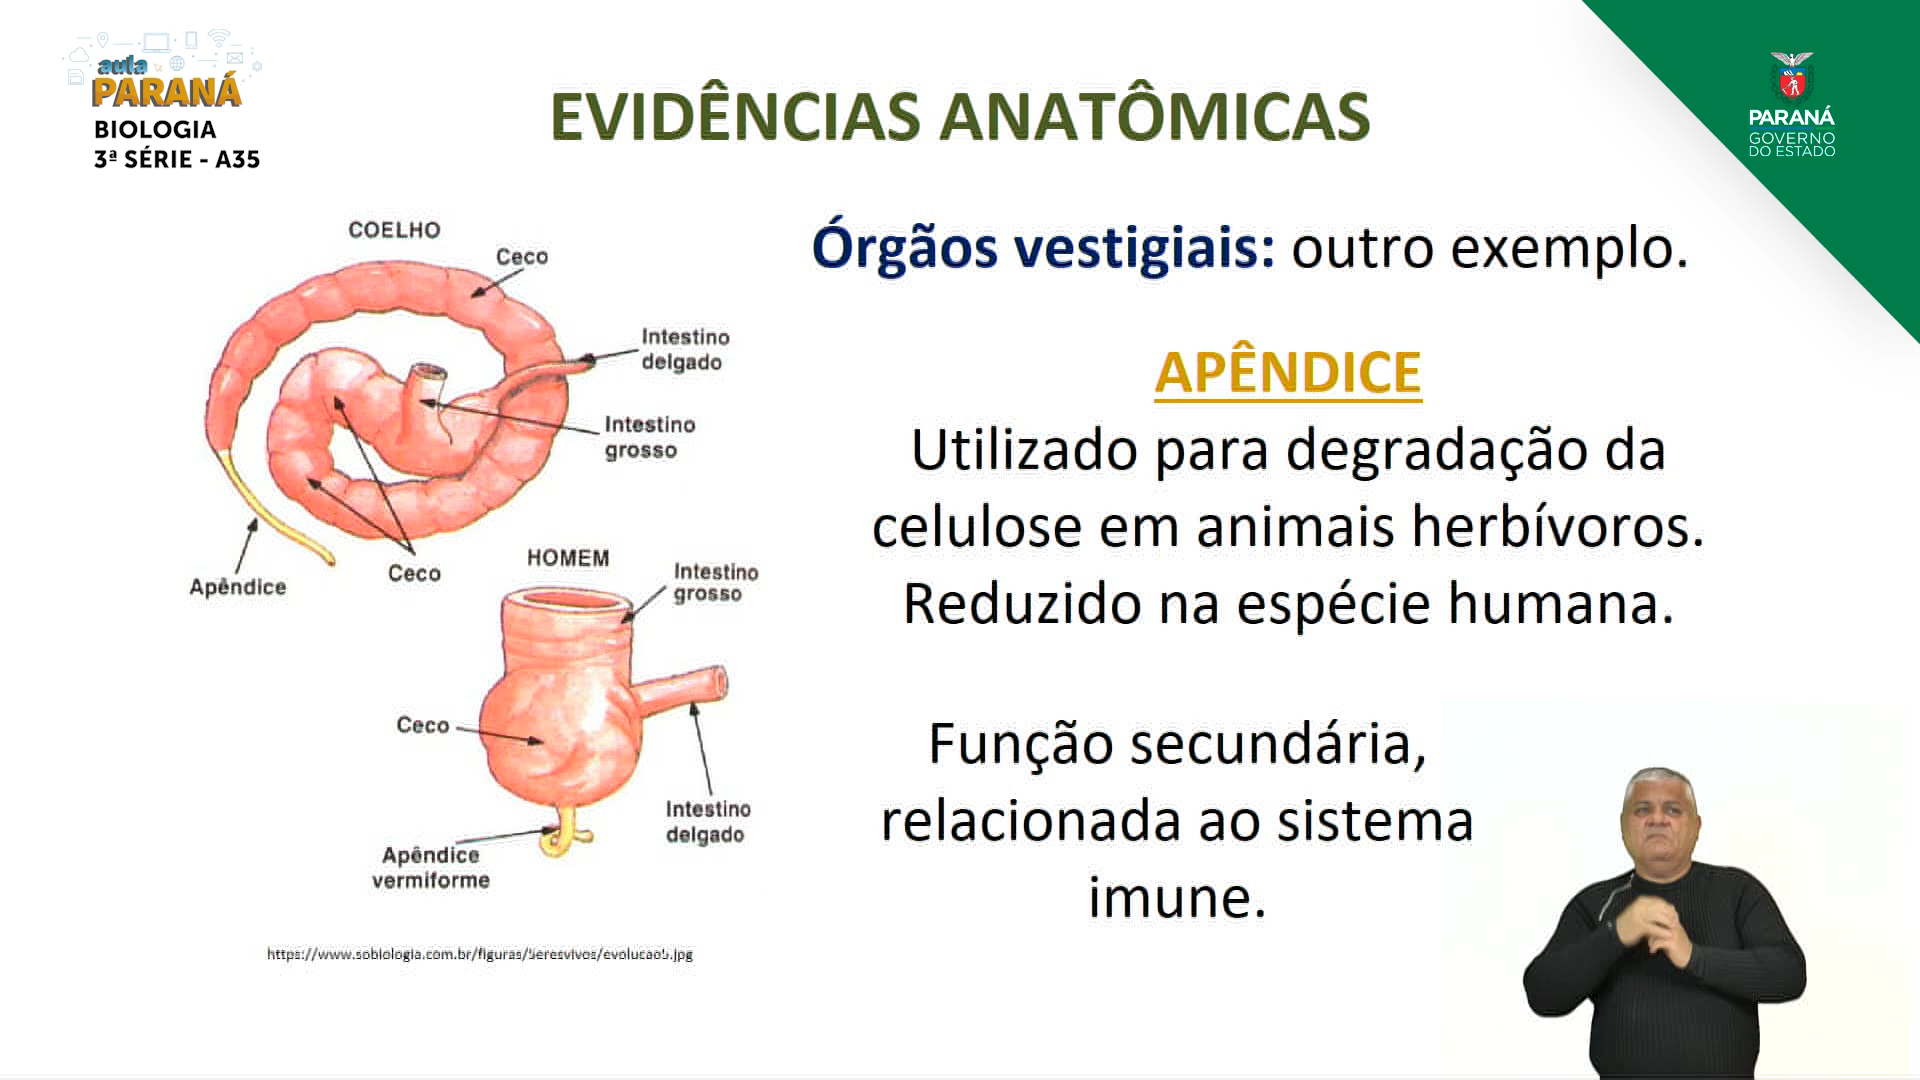 aula
PARANÁ
BIOLOGIA
3ª SÉRIE - A35
EVIDÊNCIAS ANATÔMICAS
PARANÁ
GOVERNO
DO ESTADO
COELHO
Ceco
Intestino
delgado
Intestino
grosso
Apêndice
Ceco
HOMEM
Intestino
grosso
Ceco
Intestino
delgado
Apêndice
vermiforme
https://www.sobiologia.com.br/figuras/Seresvivos/evolucao5.jpg
Órgãos vestigiais: outro exemplo.
APÊNDICE
Utilizado para degradação da
celulose em animais herbívoros.
Reduzido na espécie humana.
Função secundária,
relacionada ao sistema
imune.